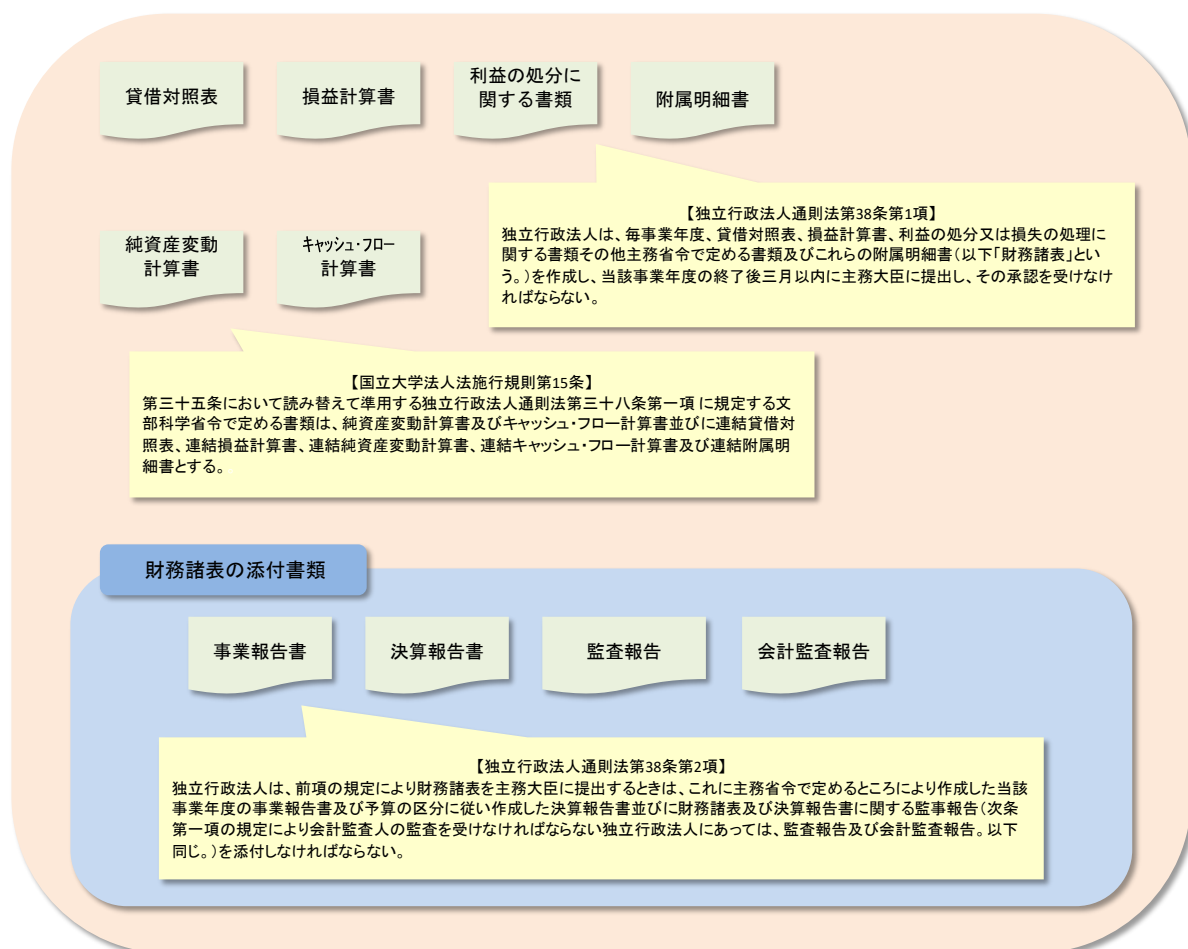 貸借対照表
損益計算書
利益の処分に
関する書類
附属明細書
【独立行政法人通則法第38条第1項】
独立行政法人は、毎事業年度、貸借対照表、損益計算書、利益の処分又は損失の処理に
関する書類その他主務省令で定める書類及びこれらの附属明細書（以下「財務諸表」とい
う。）を作成し、当該事業年度の終了後三月以内に主務大臣に提出し、その承認を受けなけ
ればならない。
純資産変動
計算書
キャッシュ・フロー
計算書
【国立大学法人法施行規則第15条】
第三十五条において読み替えて準用する独立行政法人通則法第三十八条第一項 に規定する文
部科学省令で定める書類は、純資産変動計算書及びキャッシュ・フロー計算書並びに連結貸借対
照表、連結損益計算書、連結純資産変動計算書、連結キャッシュ・フロー計算書及び連結附属明
細書とする。
財務諸表の添付書類
事業報告書
決算報告書
監査報告
会計監査報告
【独立行政法人通則法第38条第2項】
独立行政法人は、前項の規定により財務諸表を主務大臣に提出するときは、これに主務省令で定めるところにより作成した当該
事業年度の事業報告書及び予算の区分に従い作成した決算報告書並びに財務諸表及び決算報告書に関する監事報告（次条
第一項の規定により会計監査人の監査を受けなければならない独立行政法人にあっては、監査報告及び会計監査報告。以下
同じ。）を添付しなければならない。